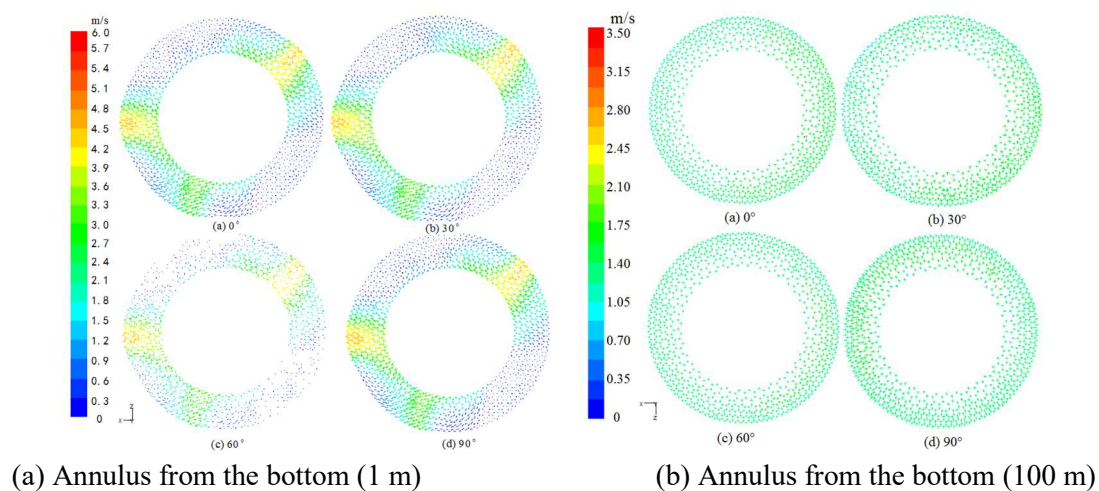 m/s
6.0
5.7
5.4
5.1
4.8
4.5
4.2
3.9
3.6
3.3
3.0
2.7
2.4
2.1
1.8
1.5
1.2
0.9
0.6
0.3
0
(a) 0°
(b) 30°
(c) 60°
(d) 90°
x
z
m/s
3.50
3.15
2.80
2.45
2.10
1.75
1.40
1.05
0.70
0.35
0
(a) 0°
(b) 30°
(c) 60°
(d) 90°
x
z
(a) Annulus from the bottom (1 m)
(b) Annulus from the bottom (100 m)